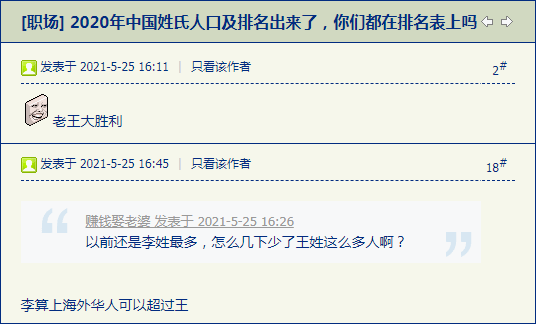 [职场] 2020年中国姓氏人口及排名出来了，你们都在排名表上吗
发表于 2021-5-25 16:11 | 只看该作者
2#
老王大胜利
发表于 2021-5-25 16:45 | 只看该作者
18#
赚钱娶老婆 发表于 2021-5-25 16:26
以前还是李姓最多，怎么几下少了王姓这么多人啊？
李算上海外华人可以超过王